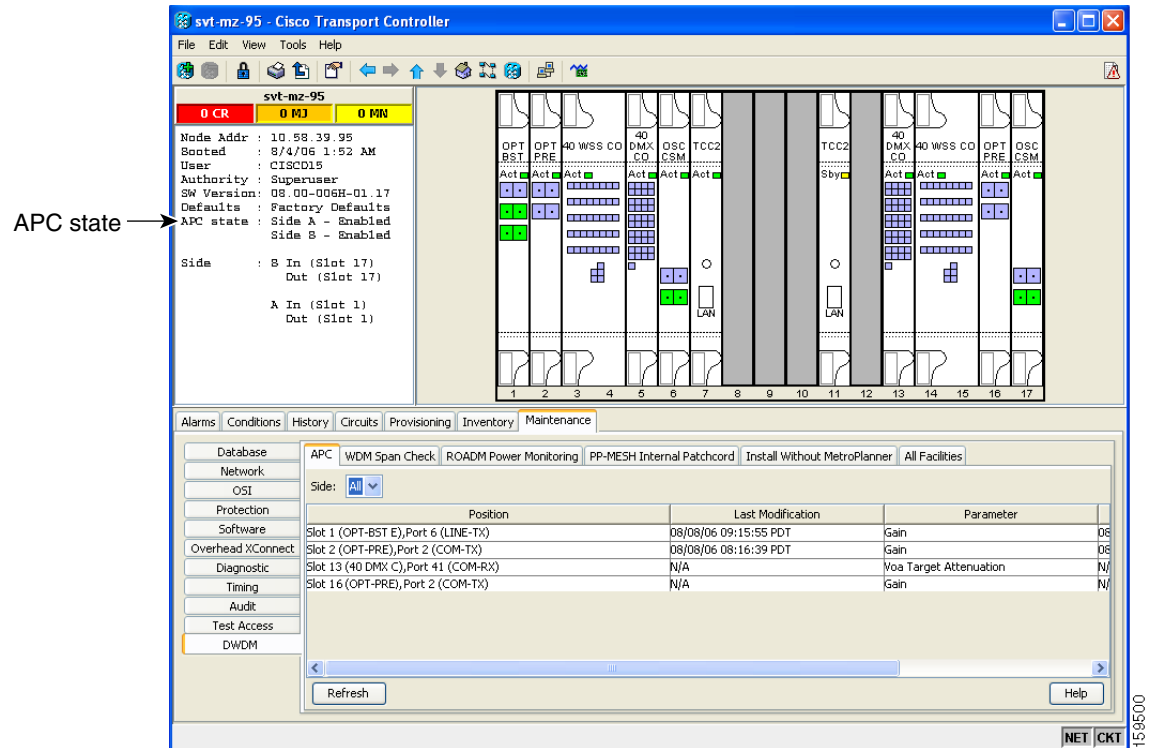 svt-mz-95 - Cisco Transport Controller
File Edit View Tools Help
svt-mz-95
0 CR 0 MJ 0 MN
Node Addr : 10.58.39.95
Booted : 8/4/06 1:52 AM
User : CISCO15
Authority : Superuser
SW Version: 08.00-006H-01.17
Defaults : Factory Defaults
APC state : Side A - Enabled
Side B - Enabled
Side : B In (Slot 17)
Out (Slot 17)
A In (Slot 1)
Out (Slot 1)
APC state
OPT BST
OPT PRE
40 WSS CO
40 DMX CO
OSC CSM
TCC2
TCC2
40 DMX CO
40 WSS CO
OPT PRE
OSC CSM
Act Act Act Act Act Act Sby Act Act Act Act
LAN LAN
1 2 3 4 5 6 7 8 9 10 11 12 13 14 15 16 17
Alarms Conditions History Circuits Provisioning Inventory Maintenance
Database
Network
OSI
Protection
Software
Overhead XConnect
Diagnostic
Timing
Audit
Test Access
DWDM
APC WDM Span Check ROADM Power Monitoring PP-MESH Internal Patchcord Install Without MetroPlanner All Facilities
Side: All
Position Last Modification Parameter
Slot 1 (OPT-BST E),Port 6 (LINE-TX) 08/08/06 09:15:55 PDT Gain 08
Slot 2 (OPT-PRE),Port 2 (COM-TX) 08/08/06 08:16:39 PDT Gain 08
Slot 13 (40 DMX C),Port 41 (COM-RX) N/A Voa Target Attenuation N/
Slot 16 (OPT-PRE),Port 2 (COM-TX) N/A Gain N/
Refresh Help
NET CKT
159500